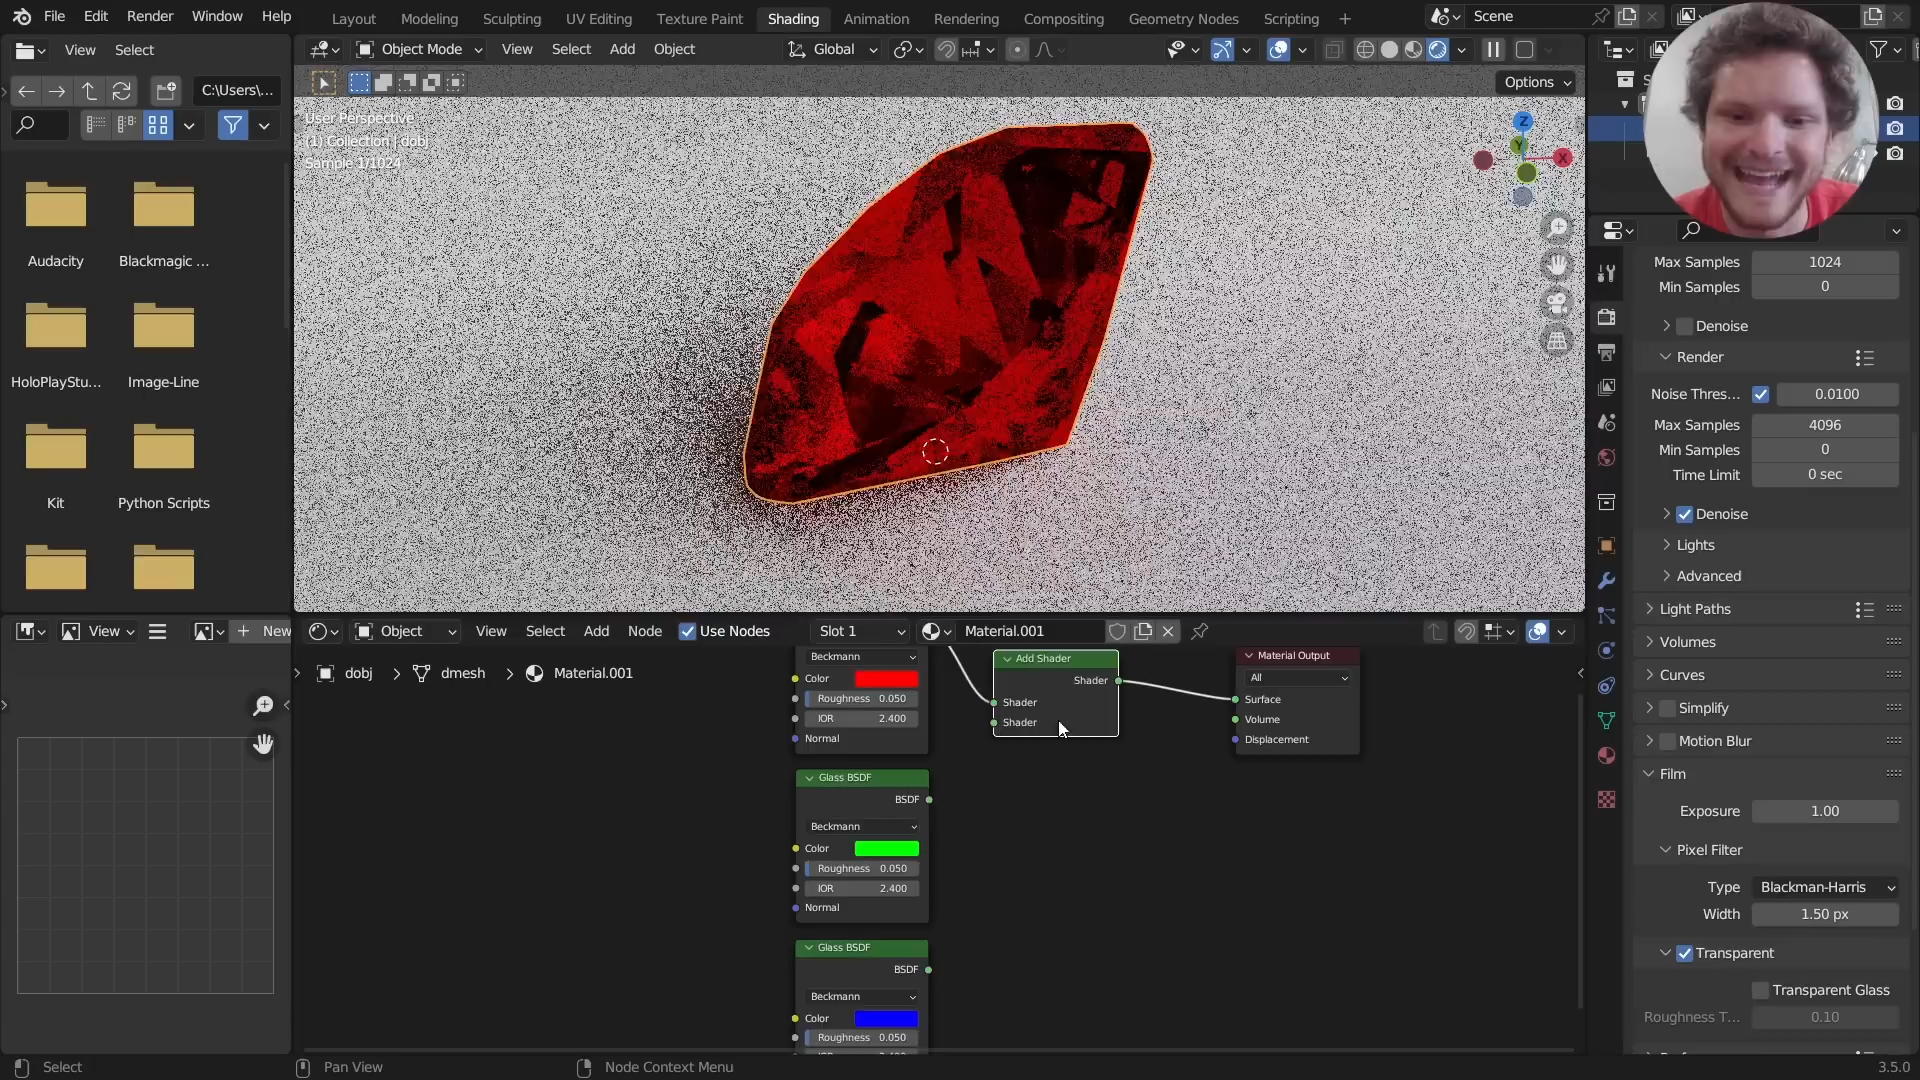 File Edit Render Window Help
Layout Modeling Sculpting UV Editing Texture Paint Shading Animation Rendering Compositing Geometry Nodes Scripting +
Scene
View Select
Object Mode View Select Add Object Global
C:\Users\...
Options
User Perspective
(1) Collection | dobj
Sample 1/1024
Z
Y
X
Audacity Blackmagic ...
HoloPlayStu... Image-Line
Kit Python Scripts
Max Samples 1024
Min Samples 0
Denoise
Render
Noise Thres... 0.0100
Max Samples 4096
Min Samples 0
Time Limit 0 sec
Denoise
Lights
Advanced
Light Paths
Volumes
Curves
Simplify
Motion Blur
Film
Exposure 1.00
Pixel Filter
Type Blackman-Harris
Width 1.50 px
Transparent
Transparent Glass
Roughness T... 0.10
View + New
Object View Select Add Node Use Nodes Slot 1 Material.001
dobj > dmesh > Material.001
Beckmann
Color
Roughness 0.050
IOR 2.400
Normal
Glass BSDF
BSDF
Beckmann
Color
Roughness 0.050
IOR 2.400
Normal
Glass BSDF
BSDF
Beckmann
Color
Roughness 0.050
Add Shader
Shader
Shader
Shader
Material Output
All
Surface
Volume
Displacement
Select Pan View Node Context Menu 3.5.0